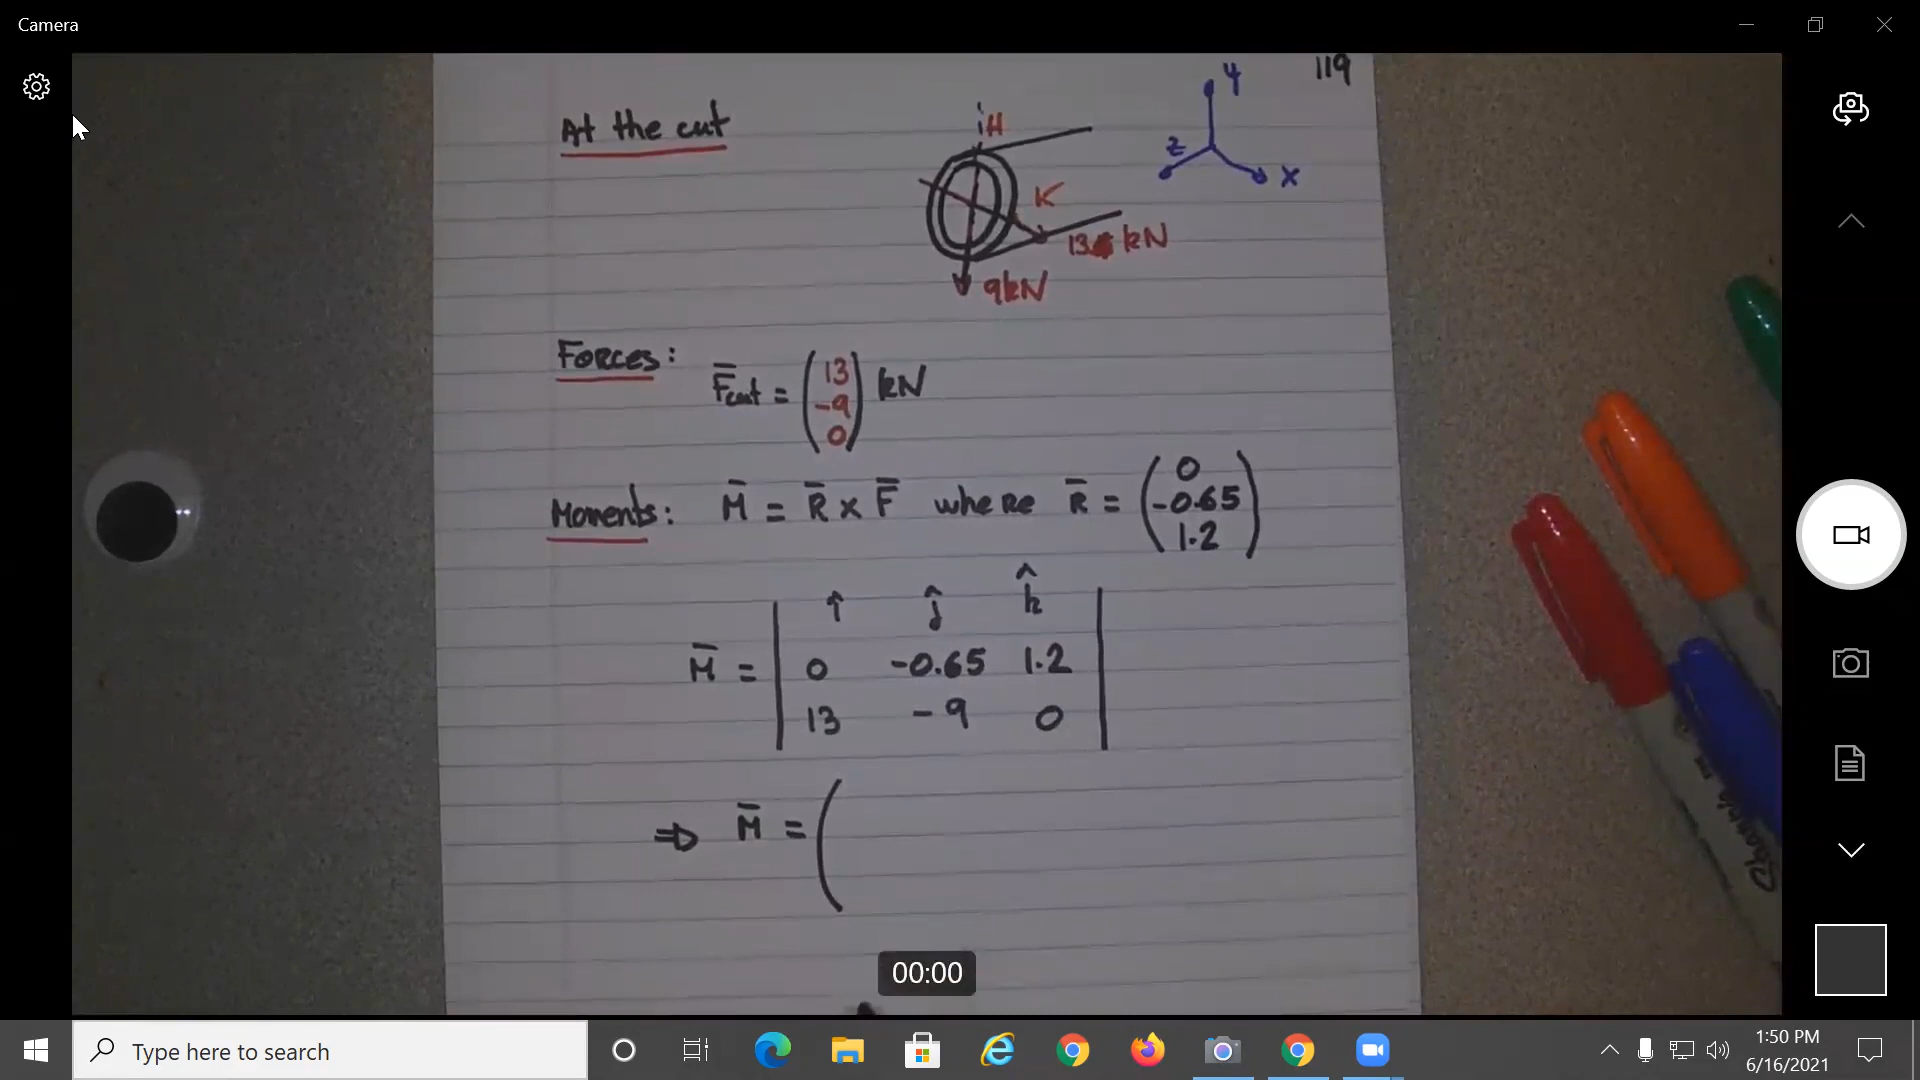 Camera
119
At the cut
H
Y
Z
X
K
13 kN
9kN
Forces:
F̅cut = (13 -9 0) kN
Moments: M̅ = R̅ x F̅ where R̅ = (0 -0.65 1.2)
î ĵ k̂
M̅ = | 0 -0.65 1.2 |
13 -9 0
⇒ M̅ = (
00:00
Type here to search
1:50 PM
6/16/2021